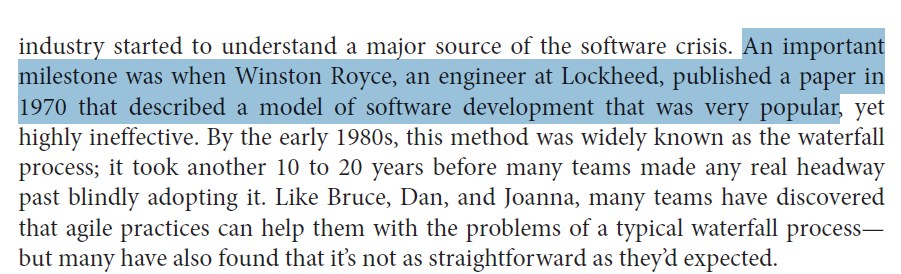 industry started to understand a major source of the software crisis. An important
milestone was when Winston Royce, an engineer at Lockheed, published a paper in
1970 that described a model of software development that was very popular, yet
highly ineffective. By the early 1980s, this method was widely known as the waterfall
process; it took another 10 to 20 years before many teams made any real headway
past blindly adopting it. Like Bruce, Dan, and Joanna, many teams have discovered
that agile practices can help them with the problems of a typical waterfall process—
but many have also found that it’s not as straightforward as they’d expected.